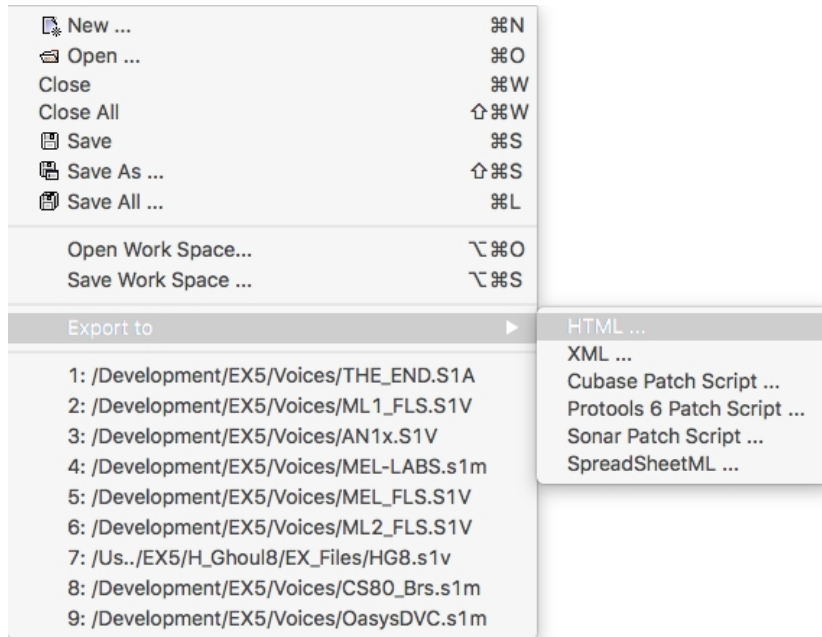 New ... ⌘N
Open ... ⌘O
Close ⌘W
Close All ⇧⌘W
Save ⌘S
Save As ... ⇧⌘S
Save All ... ⌘L
Open Work Space... ⌥⌘O
Save Work Space ... ⌥⌘S
Export to ▶
1: /Development/EX5/Voices/THE_END.S1A
2: /Development/EX5/Voices/ML1_FLS.S1V
3: /Development/EX5/Voices/AN1x.S1V
4: /Development/EX5/Voices/MEL-LABS.s1m
5: /Development/EX5/Voices/MEL_FLS.S1V
6: /Development/EX5/Voices/ML2_FLS.S1V
7: /Us../EX5/H_Ghoul8/EX_Files/HG8.s1v
8: /Development/EX5/Voices/CS80_Brs.s1m
9: /Development/EX5/Voices/OasysDVC.s1m
HTML ...
XML ...
Cubase Patch Script ...
Protools 6 Patch Script ...
Sonar Patch Script ...
SpreadSheetML ...